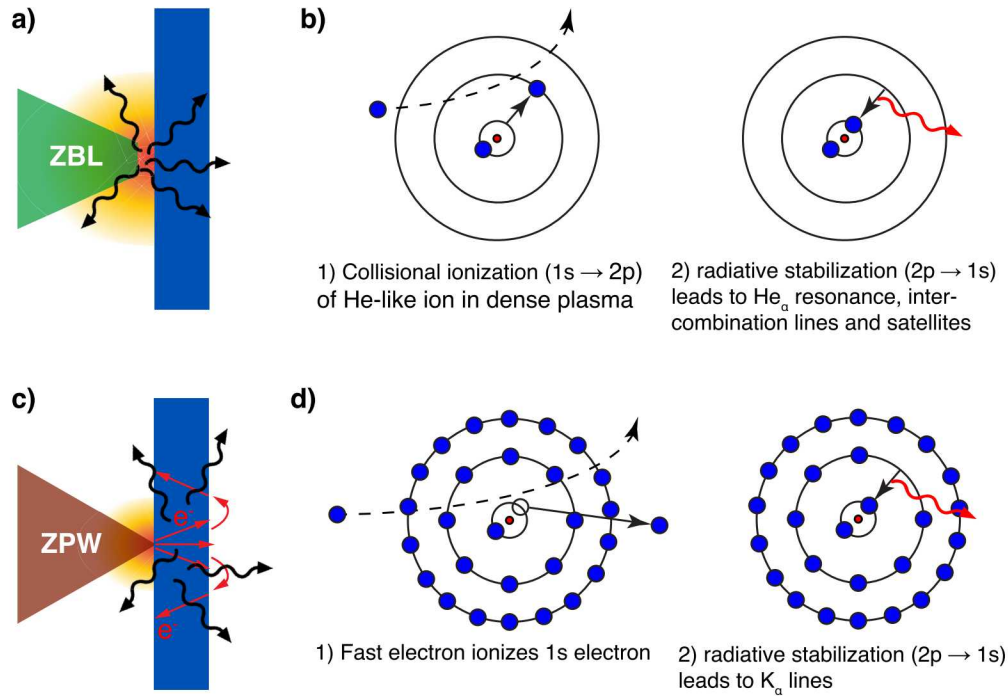 a)
ZBL
b)
1) Collisional ionization (1s → 2p)
of He-like ion in dense plasma
2) radiative stabilization (2p → 1s)
leads to Heα resonance, inter-
combination lines and satellites
c)
ZPW
e-
e-
d)
1) Fast electron ionizes 1s electron
2) radiative stabilization (2p → 1s)
leads to Kα lines